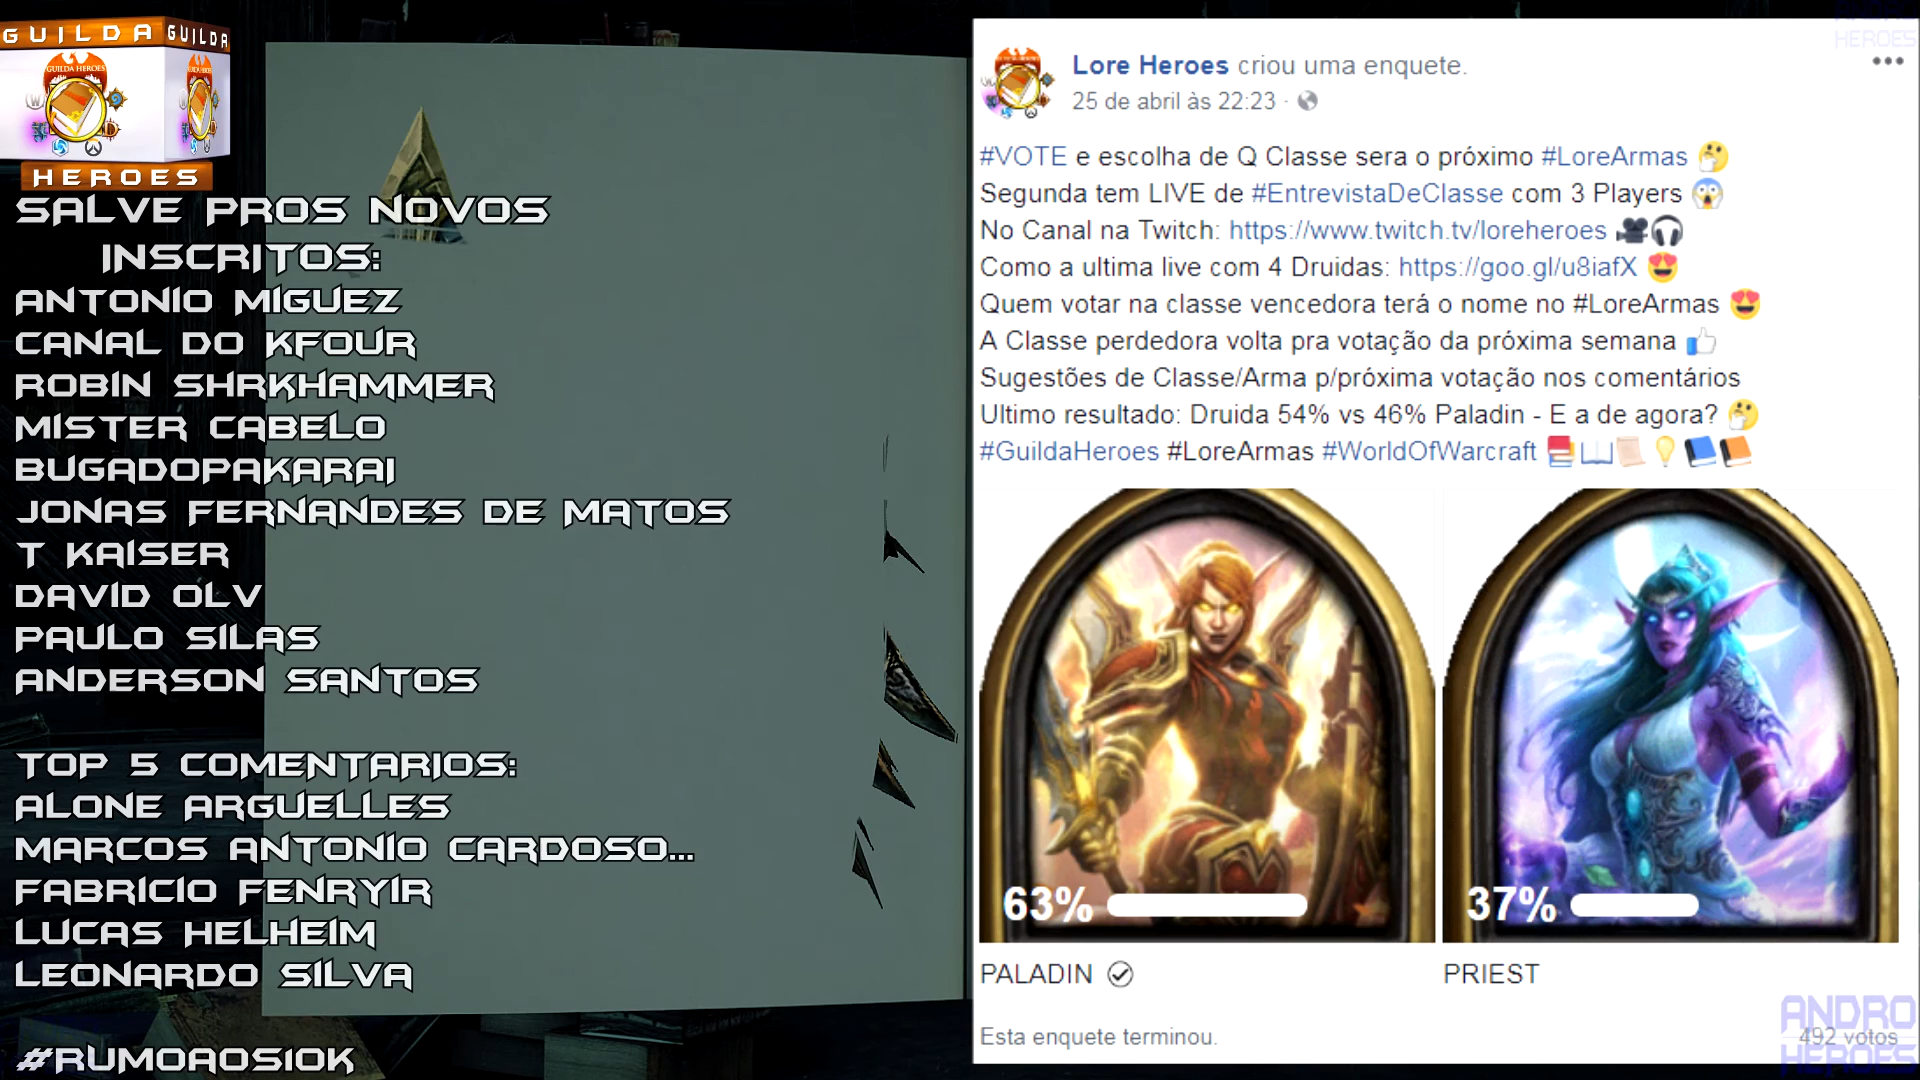 GUILDA GUILDA
GUILDA HEROES
HEROES
SALVE PROS NOVOS
INSCRITOS:
ANTONIO MIGUEZ
CANAL DO KFOUR
ROBIN SHRKHAMMER
MISTER CABELO
BUGADOPAKARAI
JONAS FERNANDES DE MATOS
T KAISER
DAVID OLV
PAULO SILAS
ANDERSON SANTOS
TOP 5 COMENTARIOS:
ALONE ARGUELLES
MARCOS ANTONIO CARDOSO...
FABRICIO FENRYIR
LUCAS HELHEIM
LEONARDO SILVA
#RUMOAOS10K
Lore Heroes criou uma enquete.
25 de abril às 22:23 ·
#VOTE e escolha de Q Classe sera o próximo #LoreArmas 🤔
Segunda tem LIVE de #EntrevistaDeClasse com 3 Players 😱
No Canal na Twitch: https://www.twitch.tv/loreheroes 🎥🎧
Como a ultima live com 4 Druidas: https://goo.gl/u8iafX 😍
Quem votar na classe vencedora terá o nome no #LoreArmas 😍
A Classe perdedora volta pra votação da próxima semana 👍
Sugestões de Classe/Arma p/próxima votação nos comentários
Ultimo resultado: Druida 54% vs 46% Paladin - E a de agora? 🤔
#GuildaHeroes #LoreArmas #WorldOfWarcraft 📚📖📜💡📘📙
63%
37%
PALADIN
PRIEST
Esta enquete terminou.
492 votos
ANDRO
HEROES
HEROES